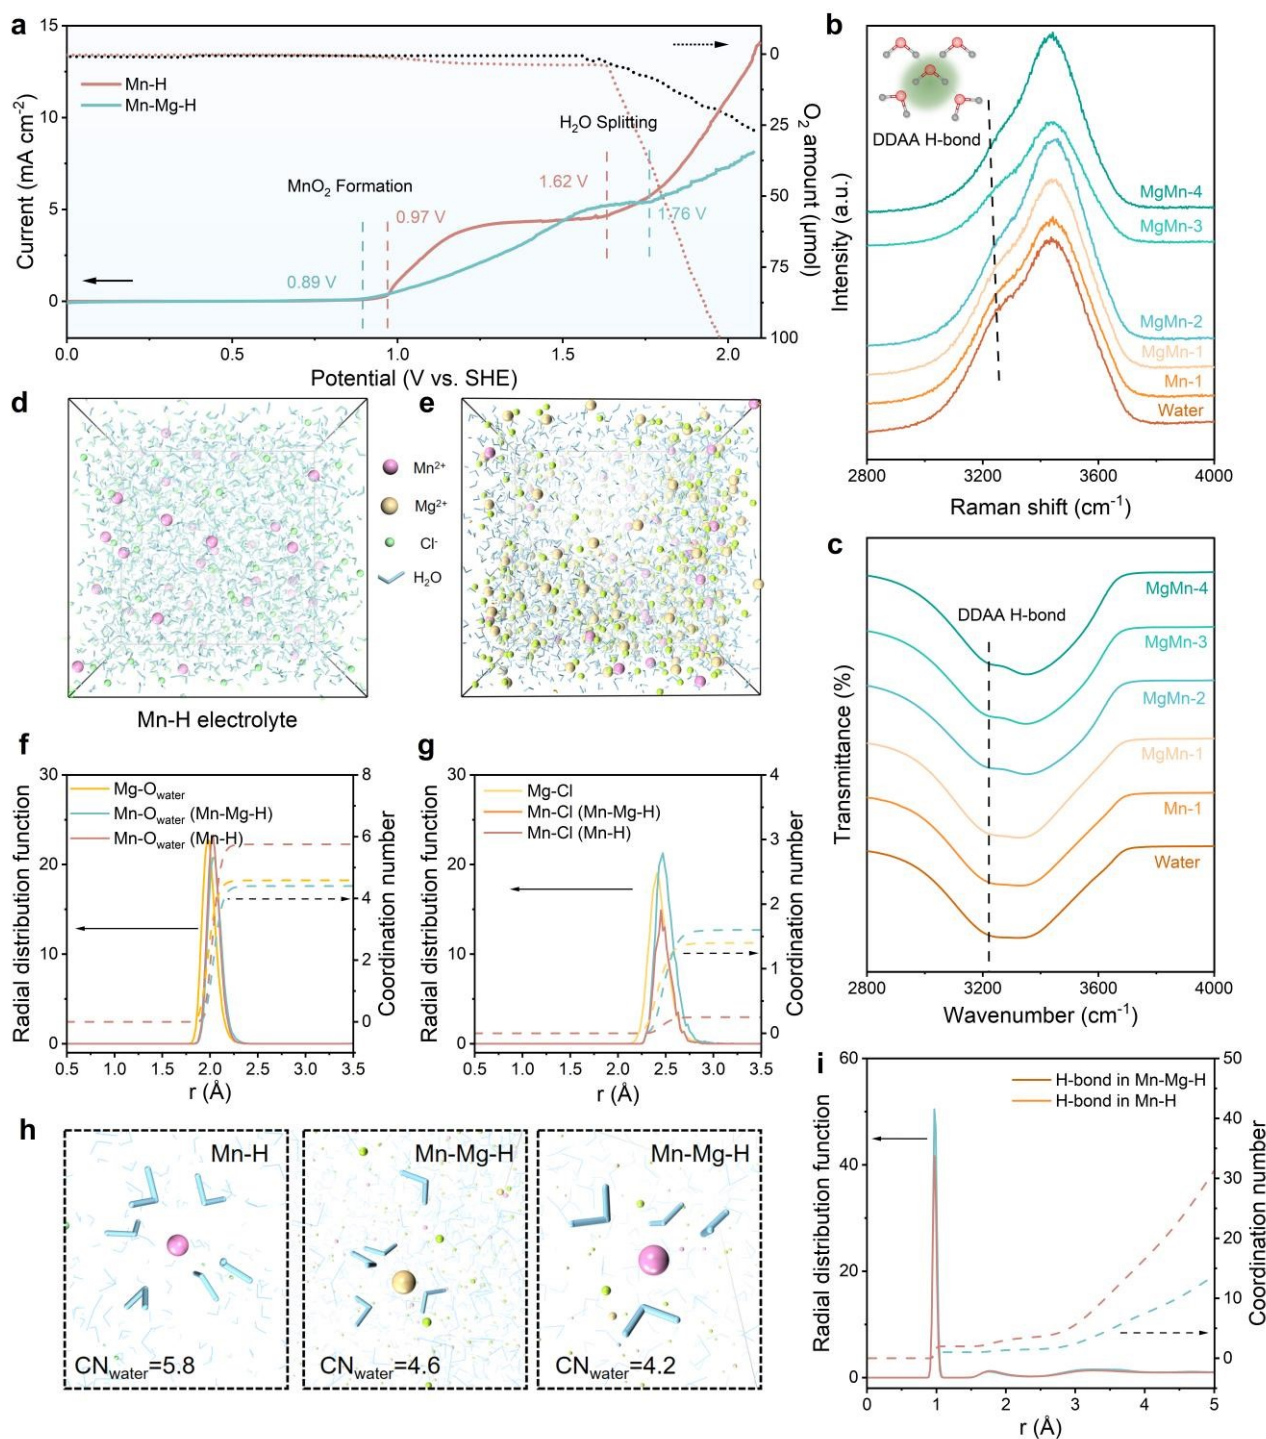 a
15
10
5
0
Current (mA cm-2)
Mn-H
Mn-Mg-H
MnO2 Formation
H2O Splitting
0.89 V
0.97 V
1.62 V
1.76 V
0
25
50
75
100
O2 amount (μmol)
0.0
0.5
1.0
1.5
2.0
Potential (V vs. SHE)
b
DDAA H-bond
MgMn-4
MgMn-3
MgMn-2
MgMn-1
Mn-1
Water
Intensity (a.u.)
2800
3200
3600
4000
Raman shift (cm-1)
c
DDAA H-bond
MgMn-4
MgMn-3
MgMn-2
MgMn-1
Mn-1
Water
Transmittance (%)
2800
3200
3600
4000
Wavenumber (cm-1)
d
Mn-H electrolyte
Mn2+
Mg2+
Cl-
H2O
e
f
30
20
10
0
Radial distribution function
Mg-Owater
Mn-Owater (Mn-Mg-H)
Mn-Owater (Mn-H)
8
6
4
2
0
Coordination number
0.5
1.0
1.5
2.0
2.5
3.0
3.5
r (Å)
g
30
20
10
0
Radial distribution function
Mg-Cl
Mn-Cl (Mn-Mg-H)
Mn-Cl (Mn-H)
4
3
2
1
0
Coordination number
0.5
1.0
1.5
2.0
2.5
3.0
3.5
r (Å)
h
Mn-H
CNwater=5.8
Mn-Mg-H
CNwater=4.6
Mn-Mg-H
CNwater=4.2
i
60
40
20
0
Radial distribution function
H-bond in Mn-Mg-H
H-bond in Mn-H
50
40
30
20
10
0
Coordination number
0
1
2
3
4
5
r (Å)